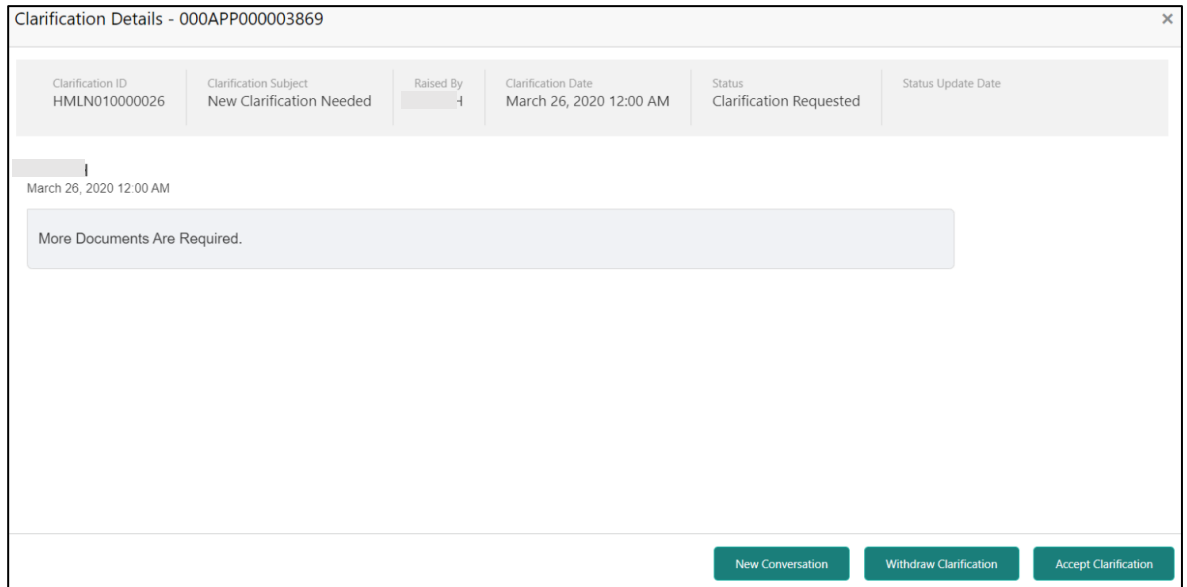 Clarification Details - 000APP000003869 ×
Clarification ID Clarification Subject Raised By Clarification Date Status Status Update Date
HMLN010000026 New Clarification Needed March 26, 2020 12:00 AM Clarification Requested
March 26, 2020 12:00 AM
More Documents Are Required.
New Conversation Withdraw Clarification Accept Clarification